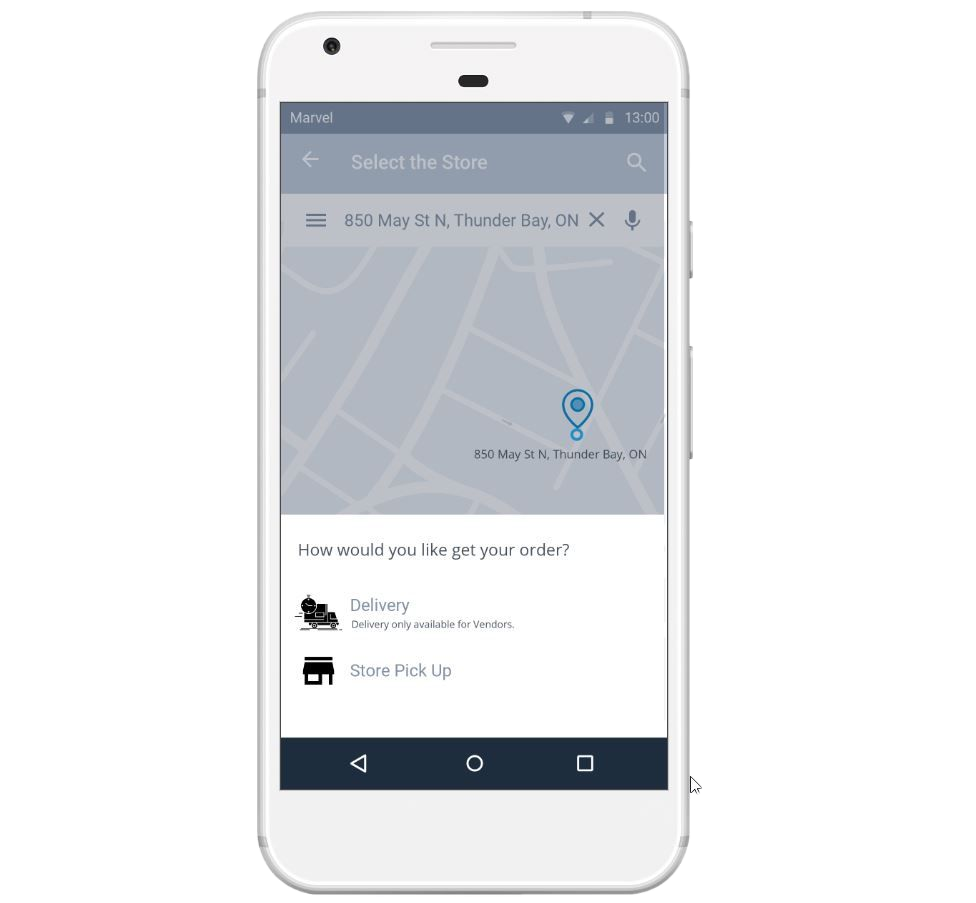 Marvel 13:00
Select the Store
850 May St N, Thunder Bay, ON
850 May St N, Thunder Bay, ON
How would you like get your order?
Delivery
Delivery only available for Vendors.
Store Pick Up